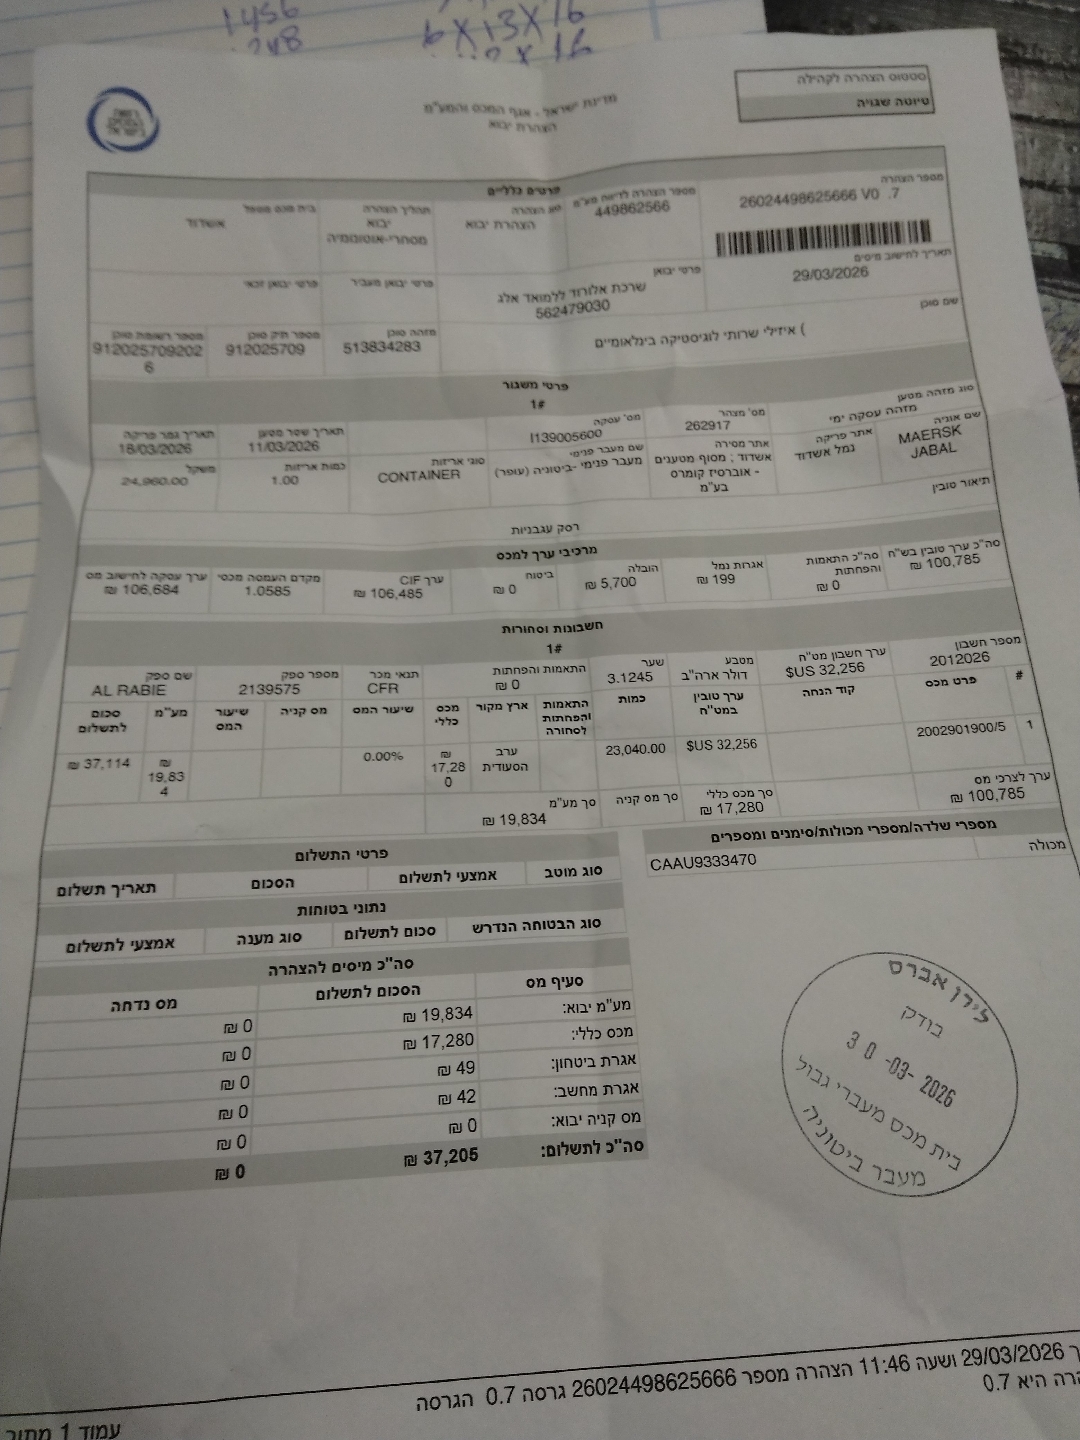 1456
248
6 X 13 X 16
X 16
סטטוס הצהרה לקהילה
טיוטה שגויה
רשות המסים בישראל
מדינת ישראל - אגף המכס והמע"מ
הצהרת יבוא
פרטים כלליים
מספר הצהרה
26024498625666 V0 .7
מספר הצהרה לדיווח מע"מ
449862566
סוג הצהרה
הצהרת יבוא
תהליך הצהרה
יבוא
מסחרי-אוטונומיה
בית מכס מטפל
אשדוד
תאריך לחישוב מיסים
29/03/2026
פרטי יבואן
שרכת אלורוד ללמואד אלג
562479030
פרטי יבואן מעביר
פרטי יבואן זכאי
שם סוכן
) איזילי שרותי לוגיסטיקה בינלאומיים
מזהה סוכן
513834283
מספר תיק סוכן
912025709
מספר רשומת סוכן
9120257092026
פרטי משגור
1#
סוג מזהה מטען
מזהה עסקה ימי
מס' מצהר
262917
מס' עסקה
I139005600
תאריך שטר מטען
11/03/2026
תאריך גמר פריקה
18/03/2026
שם אוניה
MAERSK
JABAL
אתר פריקה
נמל אשדוד
אתר מסירה
אשדוד ; מסוף מטענים
- אוברסיז קומרס
בע"מ
שם מעבר פנימי
מעבר פנימי -ביטוניה (עופר)
סוגי אריזות
CONTAINER
כמות אריזות
1.00
משקל
24,960.00
תיאור טובין
רסק עגבניות
מרכיבי ערך למכס
סה"כ ערך טובין בש"ח
₪ 100,785
סה"כ התאמות
והפחתות
₪ 0
אגרות נמל
₪ 199
הובלה
₪ 5,700
ביטוח
₪ 0
ערך CIF
₪ 106,485
מקדם העמסה מכסי
1.0585
ערך עסקה לחישוב מס
₪ 106,684
חשבונות וסחורות
1#
מספר חשבון
2012026
ערך חשבון מט"ח
$US 32,256
מטבע
דולר ארה"ב
שער
3.1245
התאמות והפחתות
₪ 0
תנאי מכר
CFR
מספר ספק
2139575
שם ספק
AL RABIE
#
פרט מכס
קוד הנחה
ערך טובין
במט"ח
כמות
התאמות
והפחתות
לסחורה
ארץ מקור
מכס
כללי
שיעור המס
מס קניה
שיעור
המס
מע"מ
סכום
לתשלום
1
2002901900/5
$US 32,256
23,040.00
ערב
הסעודית
₪
17,280
0.00%
₪
19,834
₪ 37,114
ערך לצרכי מס
₪ 100,785
סך מכס כללי
₪ 17,280
סך מס קניה
סך מע"מ
₪ 19,834
מספרי שלדה/מספרי מכולות/סימנים ומספרים
מכולה
CAAU9333470
פרטי התשלום
סוג מוטב
אמצעי לתשלום
הסכום
תאריך תשלום
נתוני בטוחות
סוג הבטוחה הנדרש
סכום לתשלום
סוג מענה
אמצעי לתשלום
סה"כ מיסים להצהרה
סעיף מס
הסכום לתשלום
מס נדחה
מע"מ יבוא:
₪ 19,834
₪ 0
מכס כללי:
₪ 17,280
₪ 0
אגרת ביטחון:
₪ 49
₪ 0
אגרת מחשב:
₪ 42
₪ 0
מס קניה יבוא:
₪ 0
₪ 0
סה"כ לתשלום:
₪ 37,205
₪ 0
לירן אברס
בודק
30 -03- 2026
בית מכס מעברי גבול
מעבר ביטוניה
29/03/2026 ושעה 11:46 הצהרה מספר 26024498625666 גרסה 0.7 הגרסה
היא 0.7
עמוד 1 מתוך